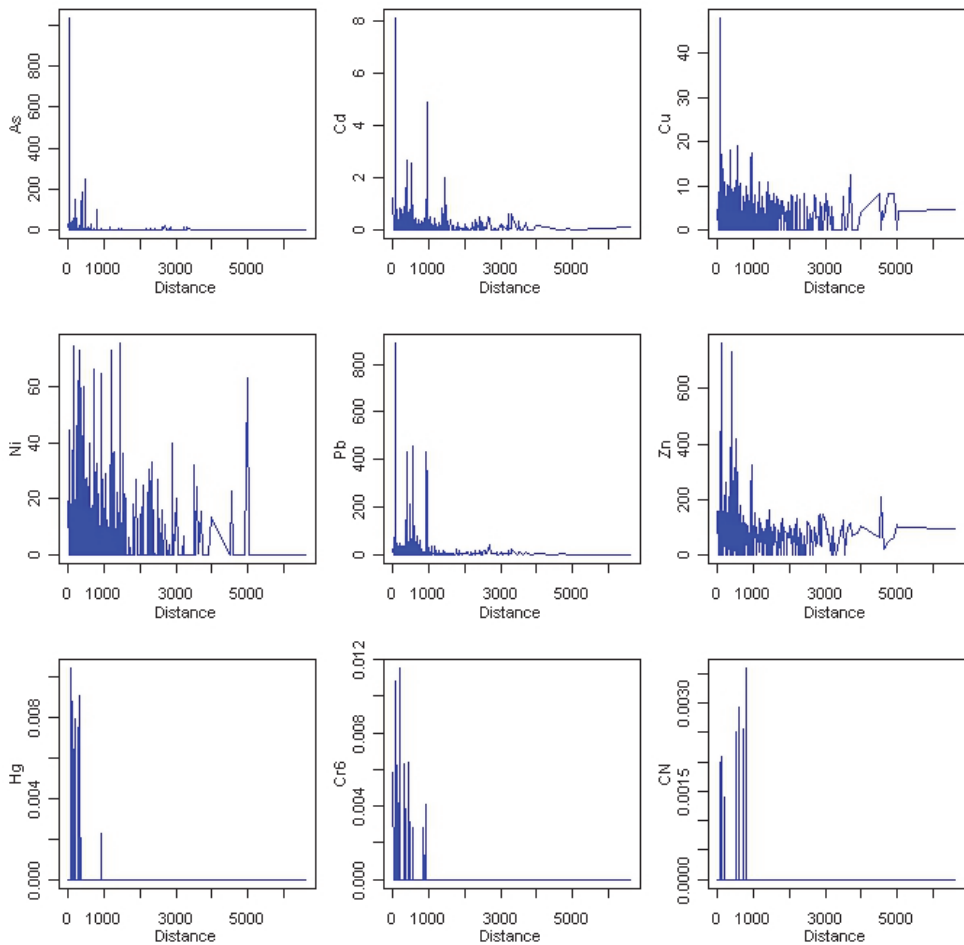 As
0 200 400 600 800
0 1000 3000 5000
Distance
Cd
0 2 4 6 8
0 1000 3000 5000
Distance
Cu
0 10 20 30 40
0 1000 3000 5000
Distance
Ni
0 20 40 60
0 1000 3000 5000
Distance
Pb
0 200 400 600 800
0 1000 3000 5000
Distance
Zn
0 200 400 600
0 1000 3000 5000
Distance
Hg
0.000 0.004 0.008
0 1000 3000 5000
Distance
Cr6
0.000 0.004 0.008 0.012
0 1000 3000 5000
Distance
CN
0.0000 0.0015 0.0030
0 1000 3000 5000
Distance